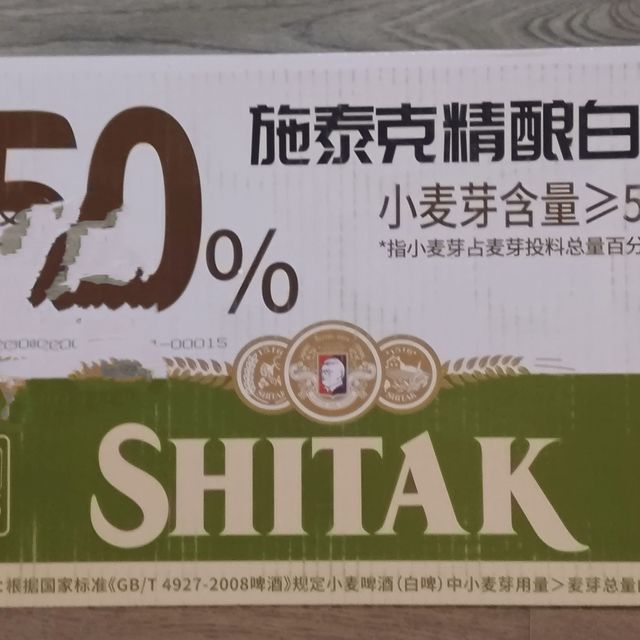 50%
施泰克精酿白
小麦芽含量≥5
*指小麦芽占麦芽投料总量百分
-00015
SHITAK
:根据国家标准《GB/T 4927-2008啤酒》规定小麦啤酒(白啤)中小麦芽用量>麦芽总量